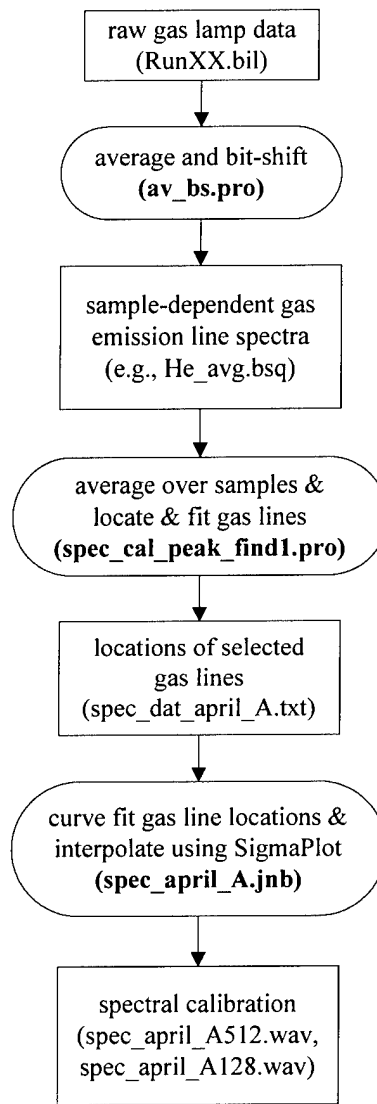 raw gas lamp data
(RunXX.bil)
average and bit-shift
(av_bs.pro)
sample-dependent gas
emission line spectra
(e.g., He_avg.bsq)
average over samples &
locate & fit gas lines
(spec_cal_peak_find1.pro)
locations of selected
gas lines
(spec_dat_april_A.txt)
curve fit gas line locations &
interpolate using SigmaPlot
(spec_april_A.jnb)
spectral calibration
(spec_april_A512.wav,
spec_april_A128.wav)